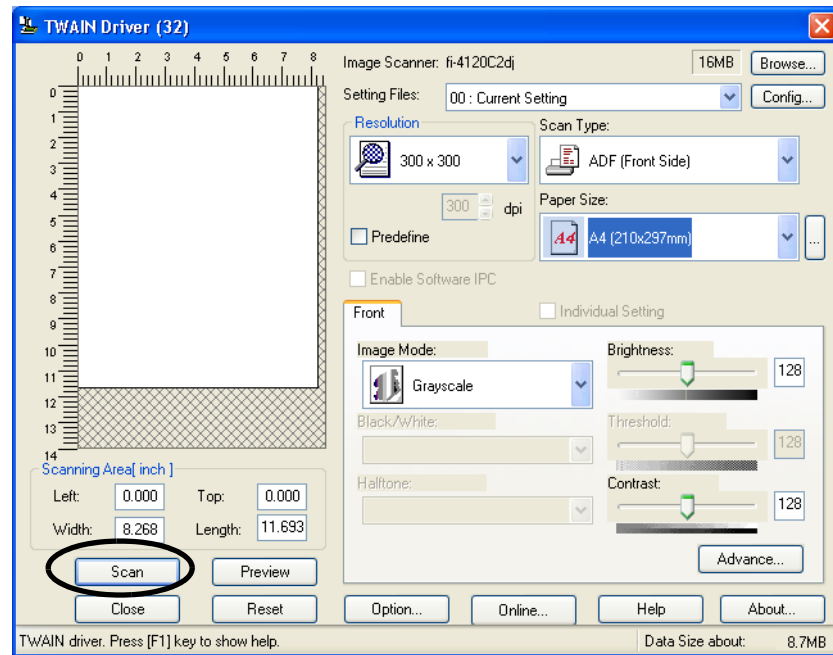 TWAIN Driver (32)
0 1 2 3 4 5 6 7 8
0
1
2
3
4
5
6
7
8
9
10
11
12
13
14
Scanning Area[ inch ]
Left: 0.000 Top: 0.000
Width: 8.268 Length: 11.693
Scan Preview
Close Reset
Image Scanner: fi-4120C2dj 16MB Browse...
Setting Files: 00 : Current Setting Config...
Resolution
300 x 300
300 dpi
Predefine
Scan Type:
ADF (Front Side)
Paper Size:
A4 A4 (210x297mm) ...
Enable Software IPC
Front
Individual Setting
Image Mode:
Grayscale
Black/White:
Halftone:
Brightness:
128
Threshold:
128
Contrast:
128
Advance...
Option... Online... Help About...
TWAIN driver. Press [F1] key to show help. Data Size about: 8.7MB